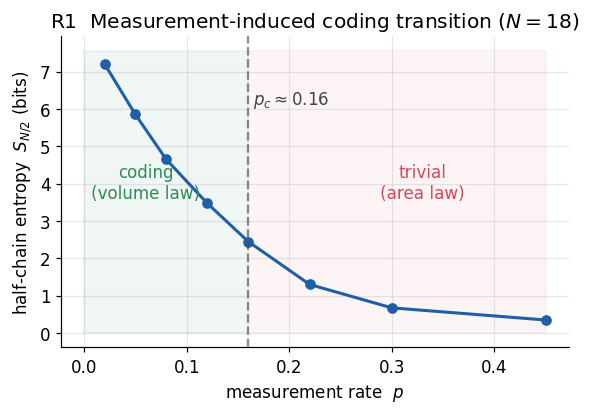 R1  Measurement-induced coding transition (N = 18)
half-chain entropy S_{N/2} (bits)
7
6
5
4
3
2
1
0
p_c ≈ 0.16
coding
(volume law)
trivial
(area law)
0.0 0.1 0.2 0.3 0.4
measurement rate p